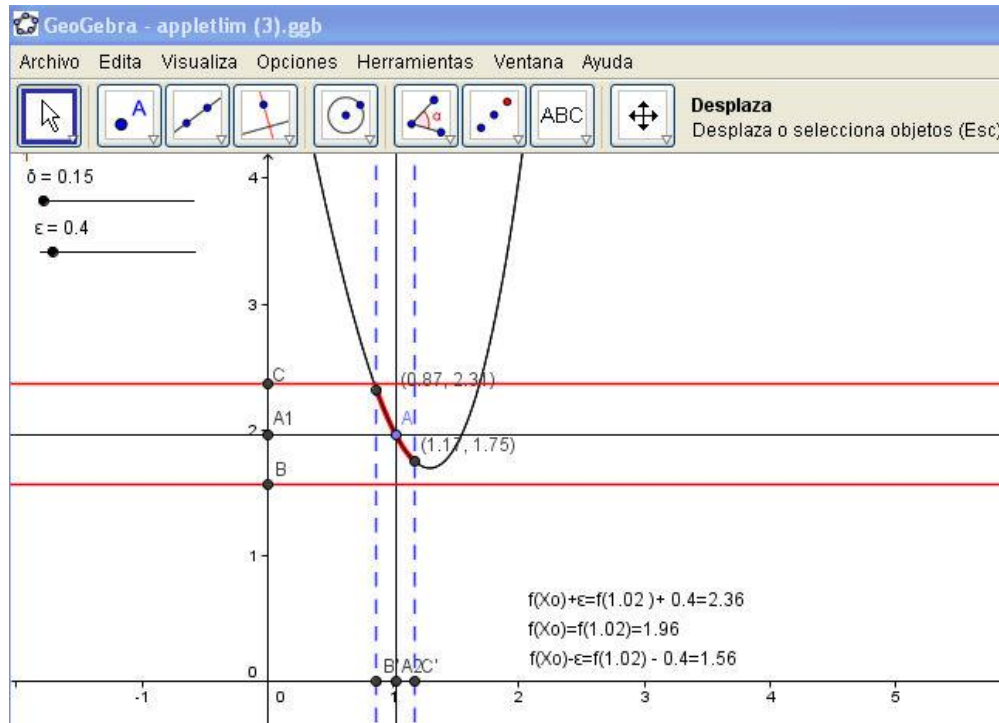 GeoGebra - appletlim (3).ggb
Archivo Edita Visualiza Opciones Herramientas Ventana Ayuda
A
α
ABC
Desplaza
Desplaza o selecciona objetos (Esc)
δ = 0.15
ε = 0.4
4
3
C
(0.87, 2.31)
A1
A
2
(1.17, 1.75)
B
1
f(Xo)+ε=f(1.02 )+ 0.4=2.36
f(Xo)=f(1.02)=1.96
f(Xo)-ε=f(1.02) - 0.4=1.56
0
B' A2 C'
-1 0 1 2 3 4 5